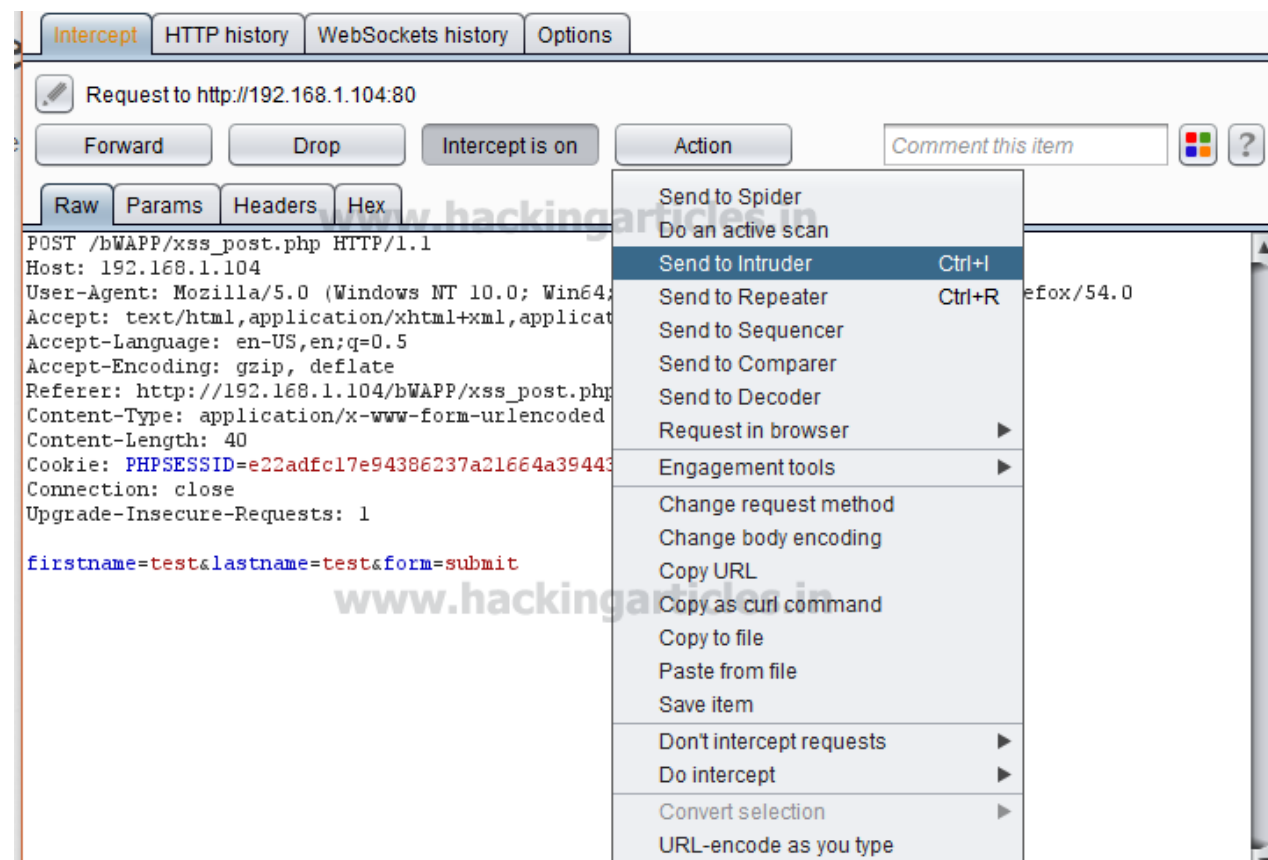 Intercept HTTP history WebSockets history Options
Request to http://192.168.1.104:80
Forward Drop Intercept is on Action Comment this item ?
Raw Params Headers Hex
www.hackingarticles.in
POST /bWAPP/xss_post.php HTTP/1.1
Host: 192.168.1.104
User-Agent: Mozilla/5.0 (Windows NT 10.0; Win64; efox/54.0
Accept: text/html,application/xhtml+xml,applicat
Accept-Language: en-US,en;q=0.5
Accept-Encoding: gzip, deflate
Referer: http://192.168.1.104/bWAPP/xss_post.php
Content-Type: application/x-www-form-urlencoded
Content-Length: 40
Cookie: PHPSESSID=e22adfc17e94386237a21664a39443
Connection: close
Upgrade-Insecure-Requests: 1
firstname=test&lastname=test&form=submit
www.hackingarticles.in
Send to Spider
Do an active scan
Send to Intruder Ctrl+I
Send to Repeater Ctrl+R
Send to Sequencer
Send to Comparer
Send to Decoder
Request in browser
Engagement tools
Change request method
Change body encoding
Copy URL
Copy as curl command
Copy to file
Paste from file
Save item
Don't intercept requests
Do intercept
Convert selection
URL-encode as you type